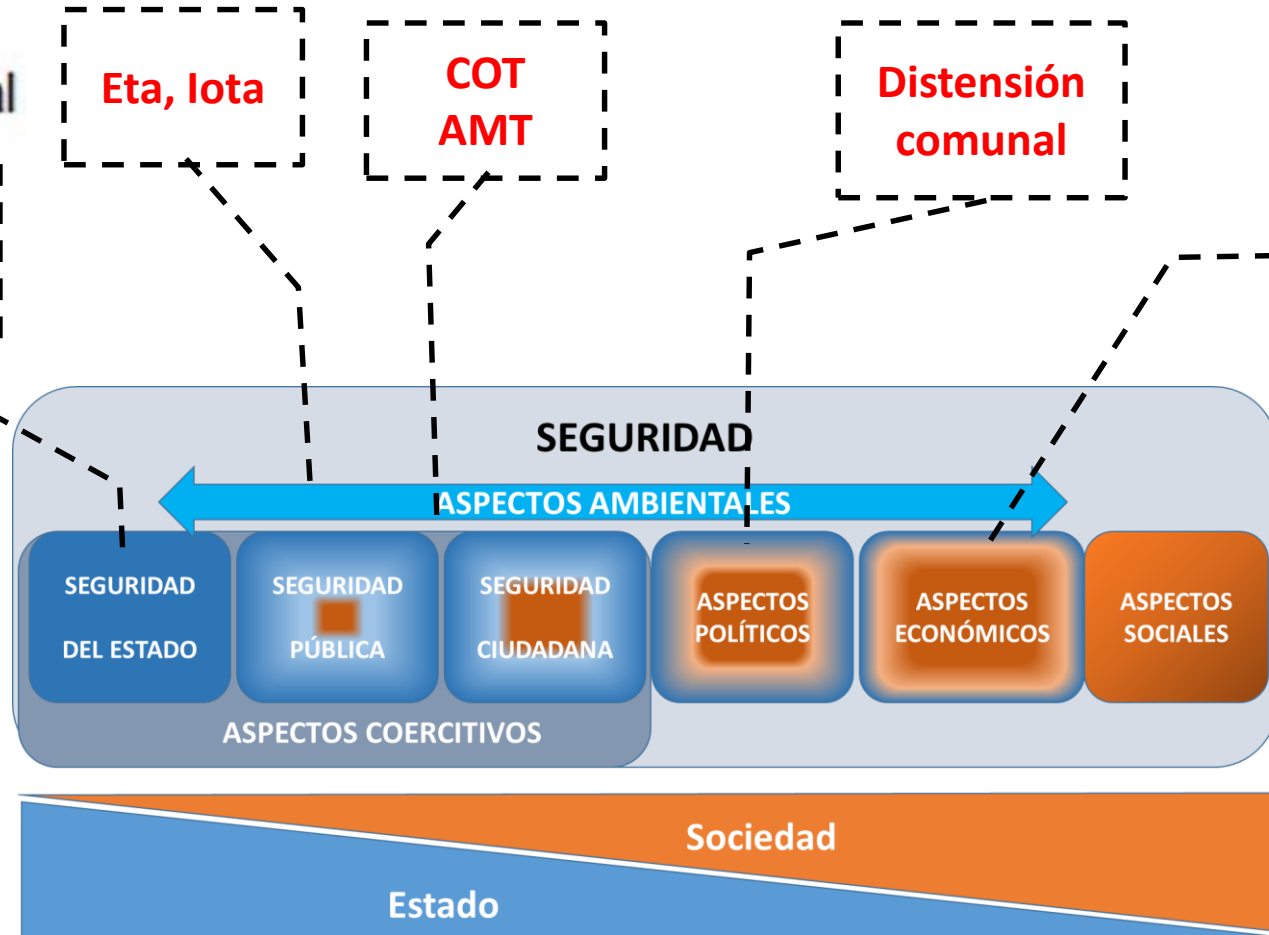 al
Eta, Iota
COT
AMT
Distensión
comunal
SEGURIDAD
ASPECTOS AMBIENTALES
SEGURIDAD
DEL ESTADO
SEGURIDAD
PÚBLICA
SEGURIDAD
CIUDADANA
ASPECTOS
POLÍTICOS
ASPECTOS
ECONÓMICOS
ASPECTOS
SOCIALES
ASPECTOS COERCITIVOS
Sociedad
Estado